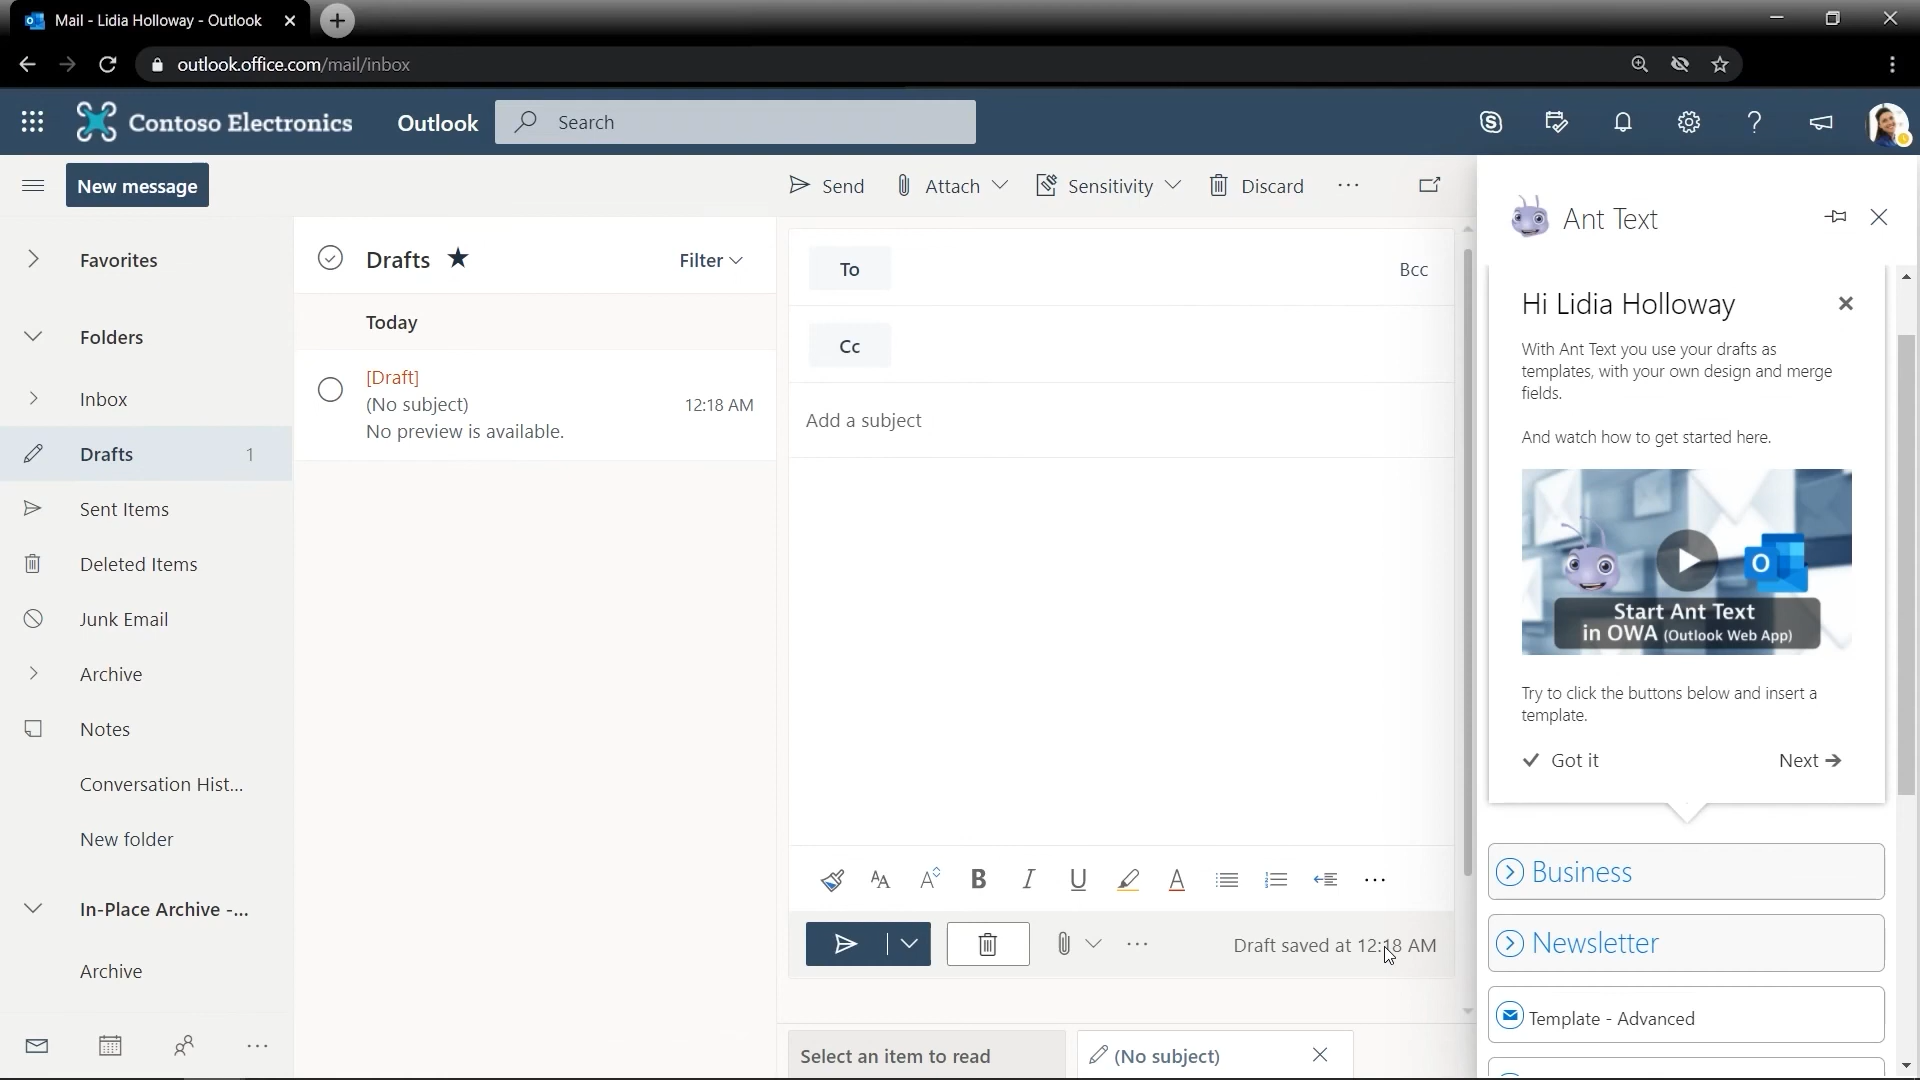 Mail - Lidia Holloway - Outlook
outlook.office.com/mail/inbox
Contoso Electronics
Outlook
Search
New message
Send
Attach
Sensitivity
Discard
Favorites
Folders
Inbox
Drafts 1
Sent Items
Deleted Items
Junk Email
Archive
Notes
Conversation Hist...
New folder
In-Place Archive -...
Archive
Drafts
Filter
Today
[Draft]
(No subject) 12:18 AM
No preview is available.
To
Bcc
Cc
Add a subject
Draft saved at 12:18 AM
Select an item to read
(No subject)
Ant Text
Hi Lidia Holloway
With Ant Text you use your drafts as
templates, with your own design and merge
fields.
And watch how to get started here.
Start Ant Text
in OWA (Outlook Web App)
Try to click the buttons below and insert a
template.
Got it
Next
Business
Newsletter
Template - Advanced